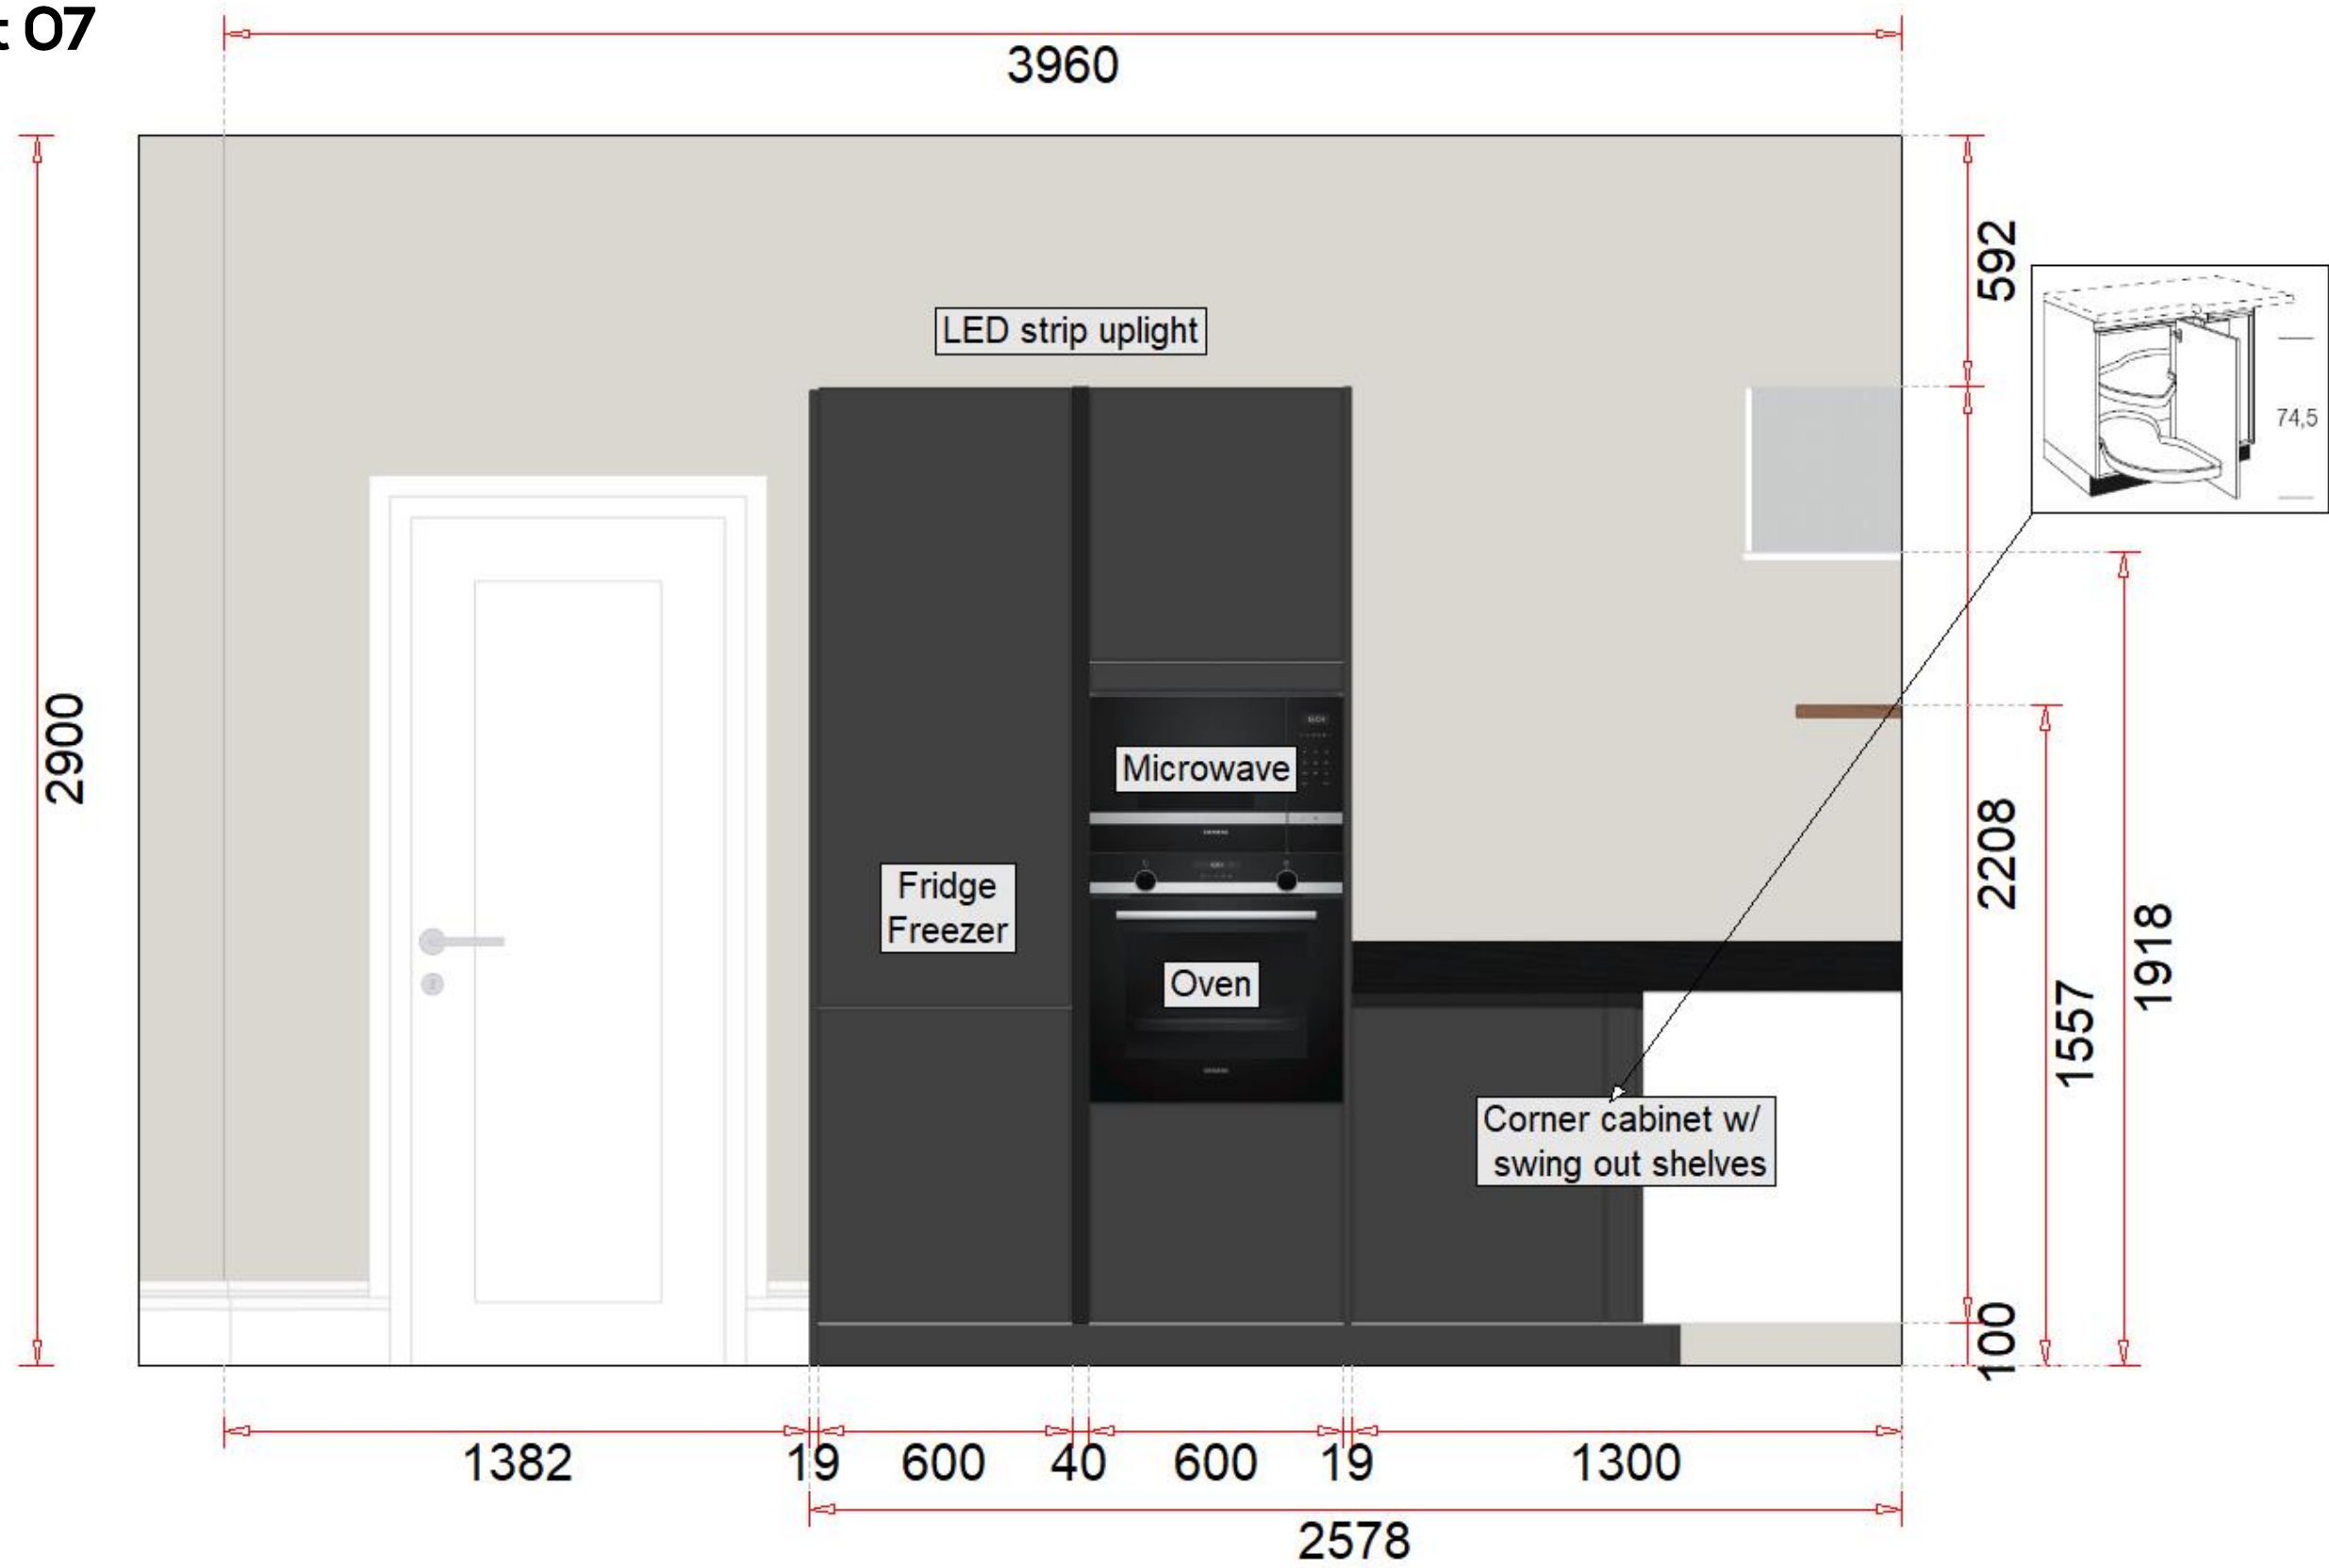 t 07
3960
592
LED strip uplight
74,5
2900
Microwave
2208
Fridge
Freezer
1918
Oven
1557
Corner cabinet w/
swing out shelves
100
1382
19
600
40
600
19
1300
2578